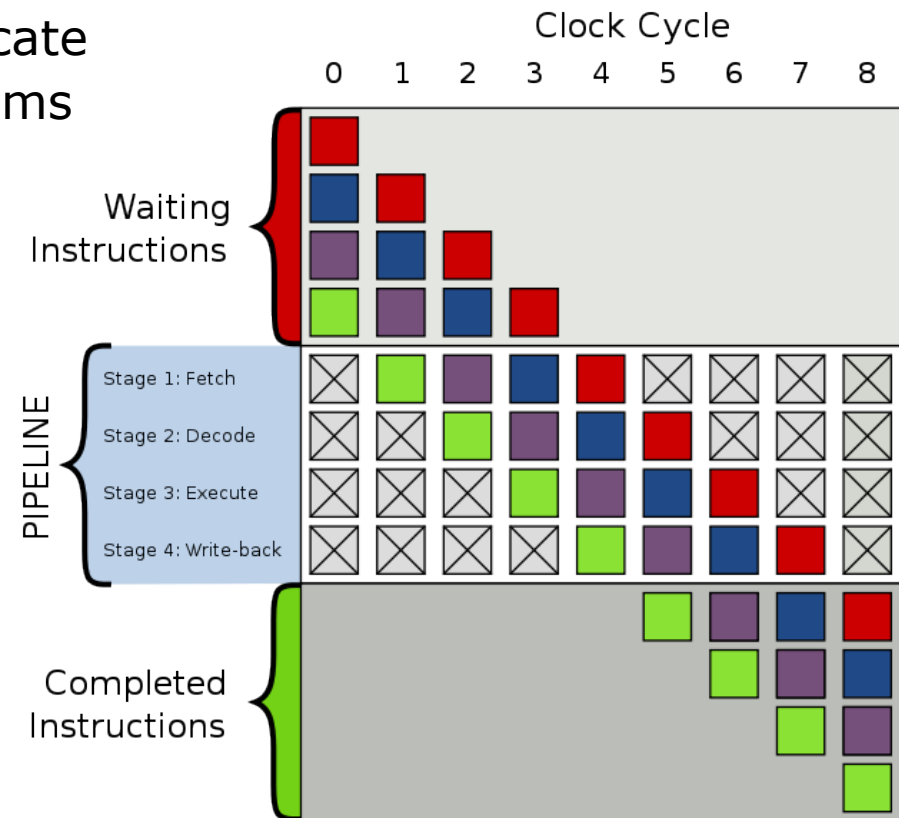 cate
ms
Clock Cycle
0 1 2 3 4 5 6 7 8
Waiting
Instructions
PIPELINE
Stage 1: Fetch
Stage 2: Decode
Stage 3: Execute
Stage 4: Write-back
Completed
Instructions